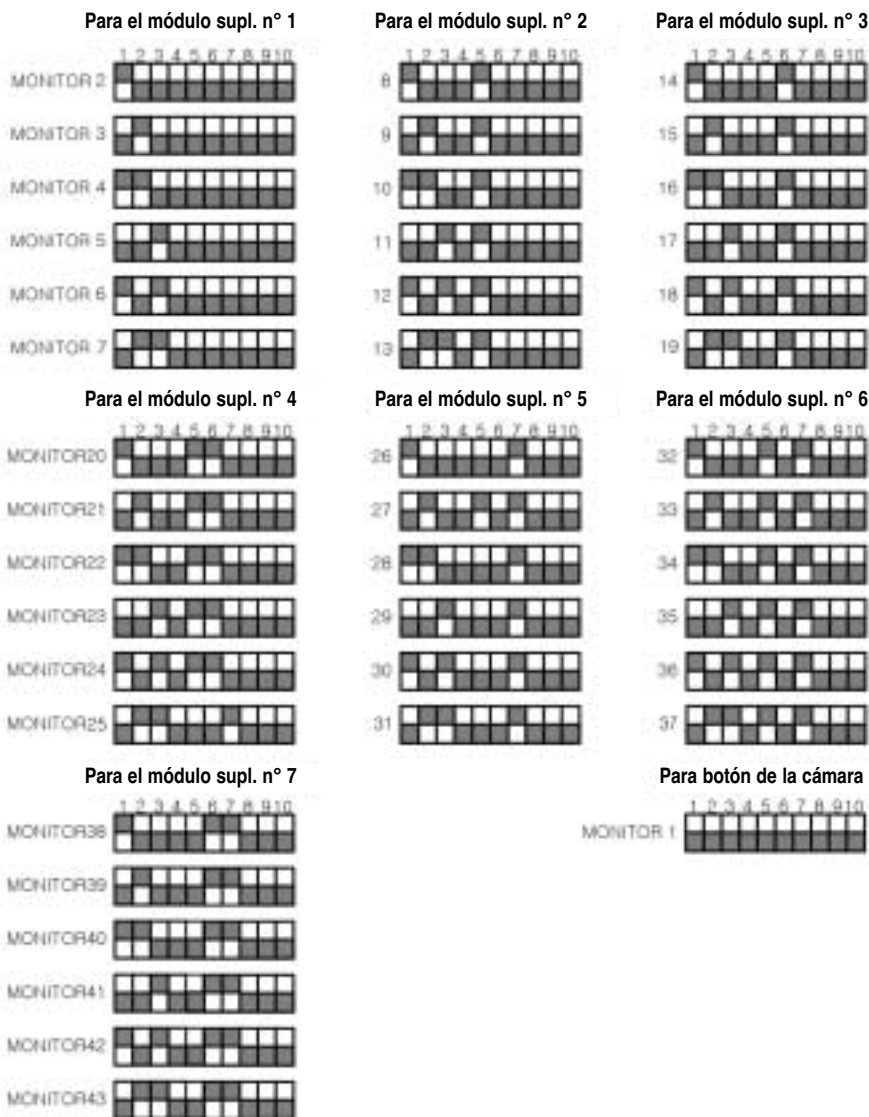 Para el módulo supl. n° 1
1 2 3 4 5 6 7 8 9 10
MONITOR 2
MONITOR 3
MONITOR 4
MONITOR 5
MONITOR 6
MONITOR 7
Para el módulo supl. n° 2
1 2 3 4 5 6 7 8 9 10
8
9
10
11
12
13
Para el módulo supl. n° 3
1 2 3 4 5 6 7 8 9 10
14
15
16
17
18
19
Para el módulo supl. n° 4
1 2 3 4 5 6 7 8 9 10
MONITOR20
MONITOR21
MONITOR22
MONITOR23
MONITOR24
MONITOR25
Para el módulo supl. n° 5
1 2 3 4 5 6 7 8 9 10
26
27
28
29
30
31
Para el módulo supl. n° 6
1 2 3 4 5 6 7 8 9 10
32
33
34
35
36
37
Para el módulo supl. n° 7
1 2 3 4 5 6 7 8 9 10
MONITOR38
MONITOR39
MONITOR40
MONITOR41
MONITOR42
MONITOR43
Para botón de la cámara
1 2 3 4 5 6 7 8 9 10
MONITOR 1